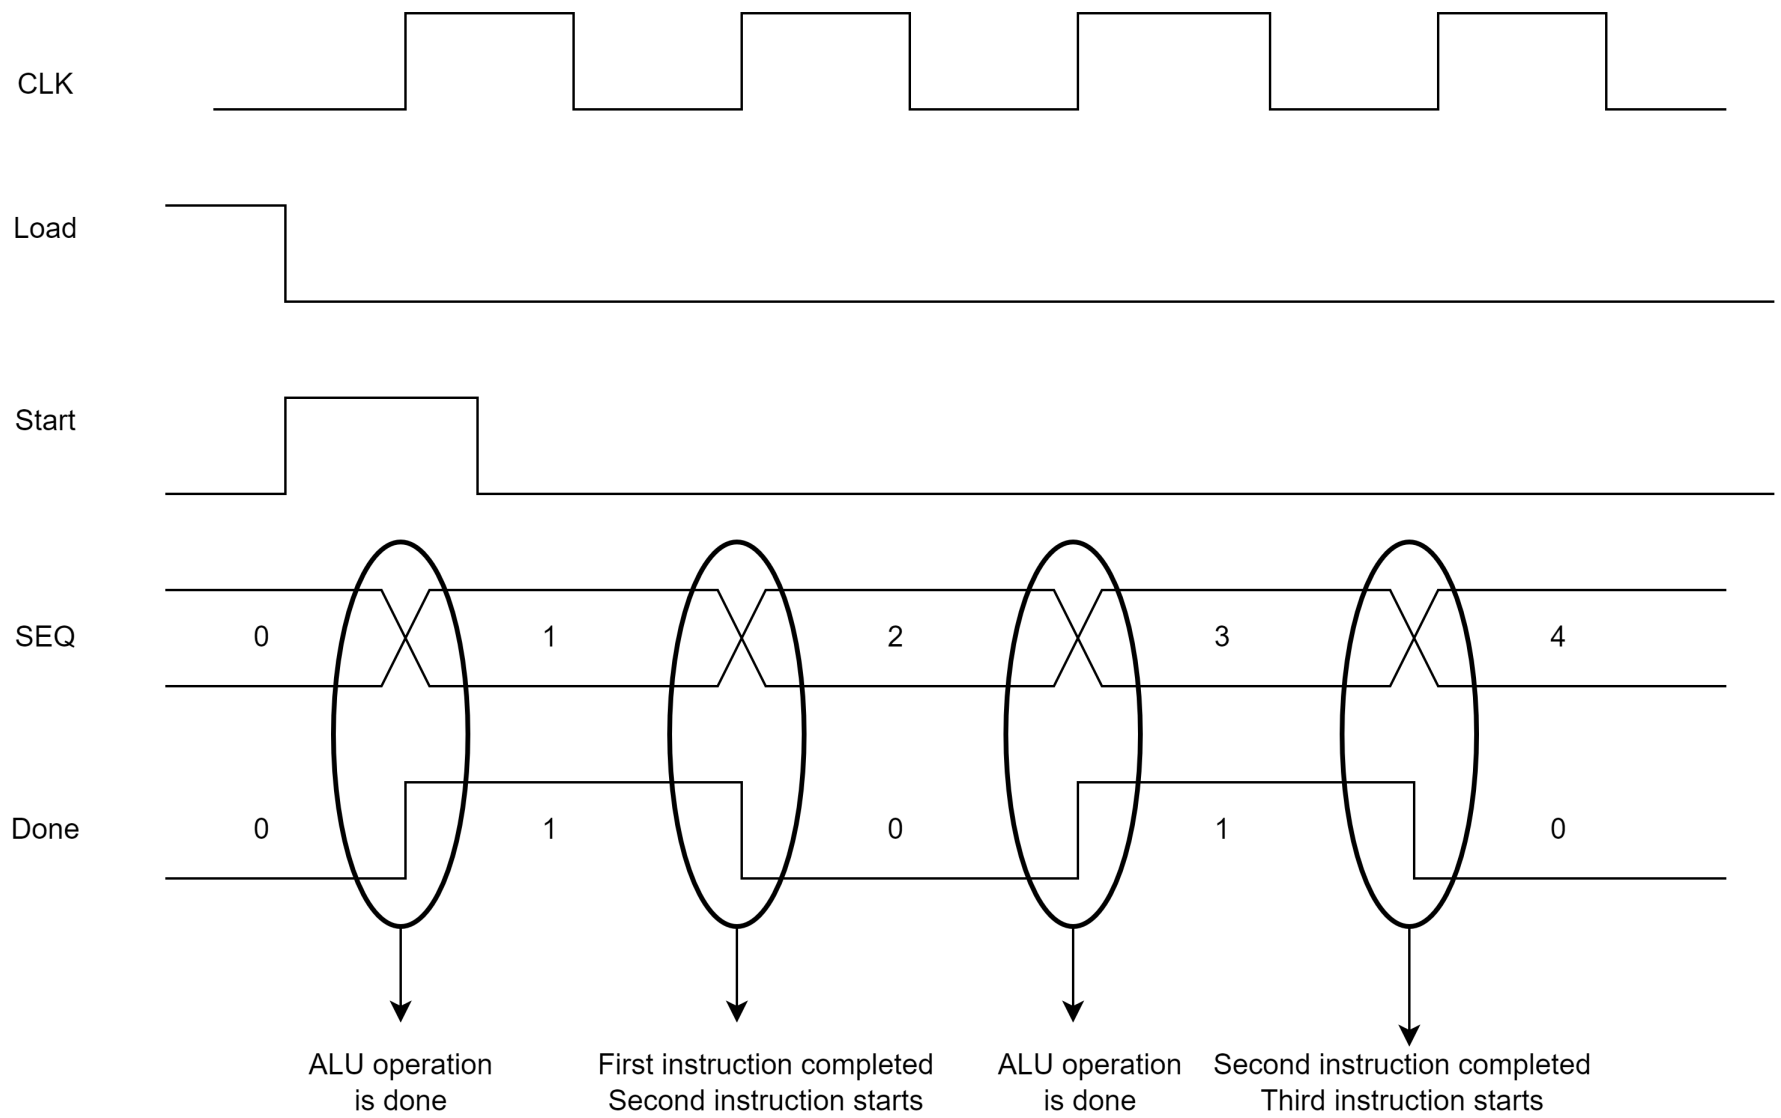 CLK
Load
Start
SEQ
0
1
2
3
4
Done
0
1
0
1
0
ALU operation
is done
First instruction completed
Second instruction starts
ALU operation
is done
Second instruction completed
Third instruction starts